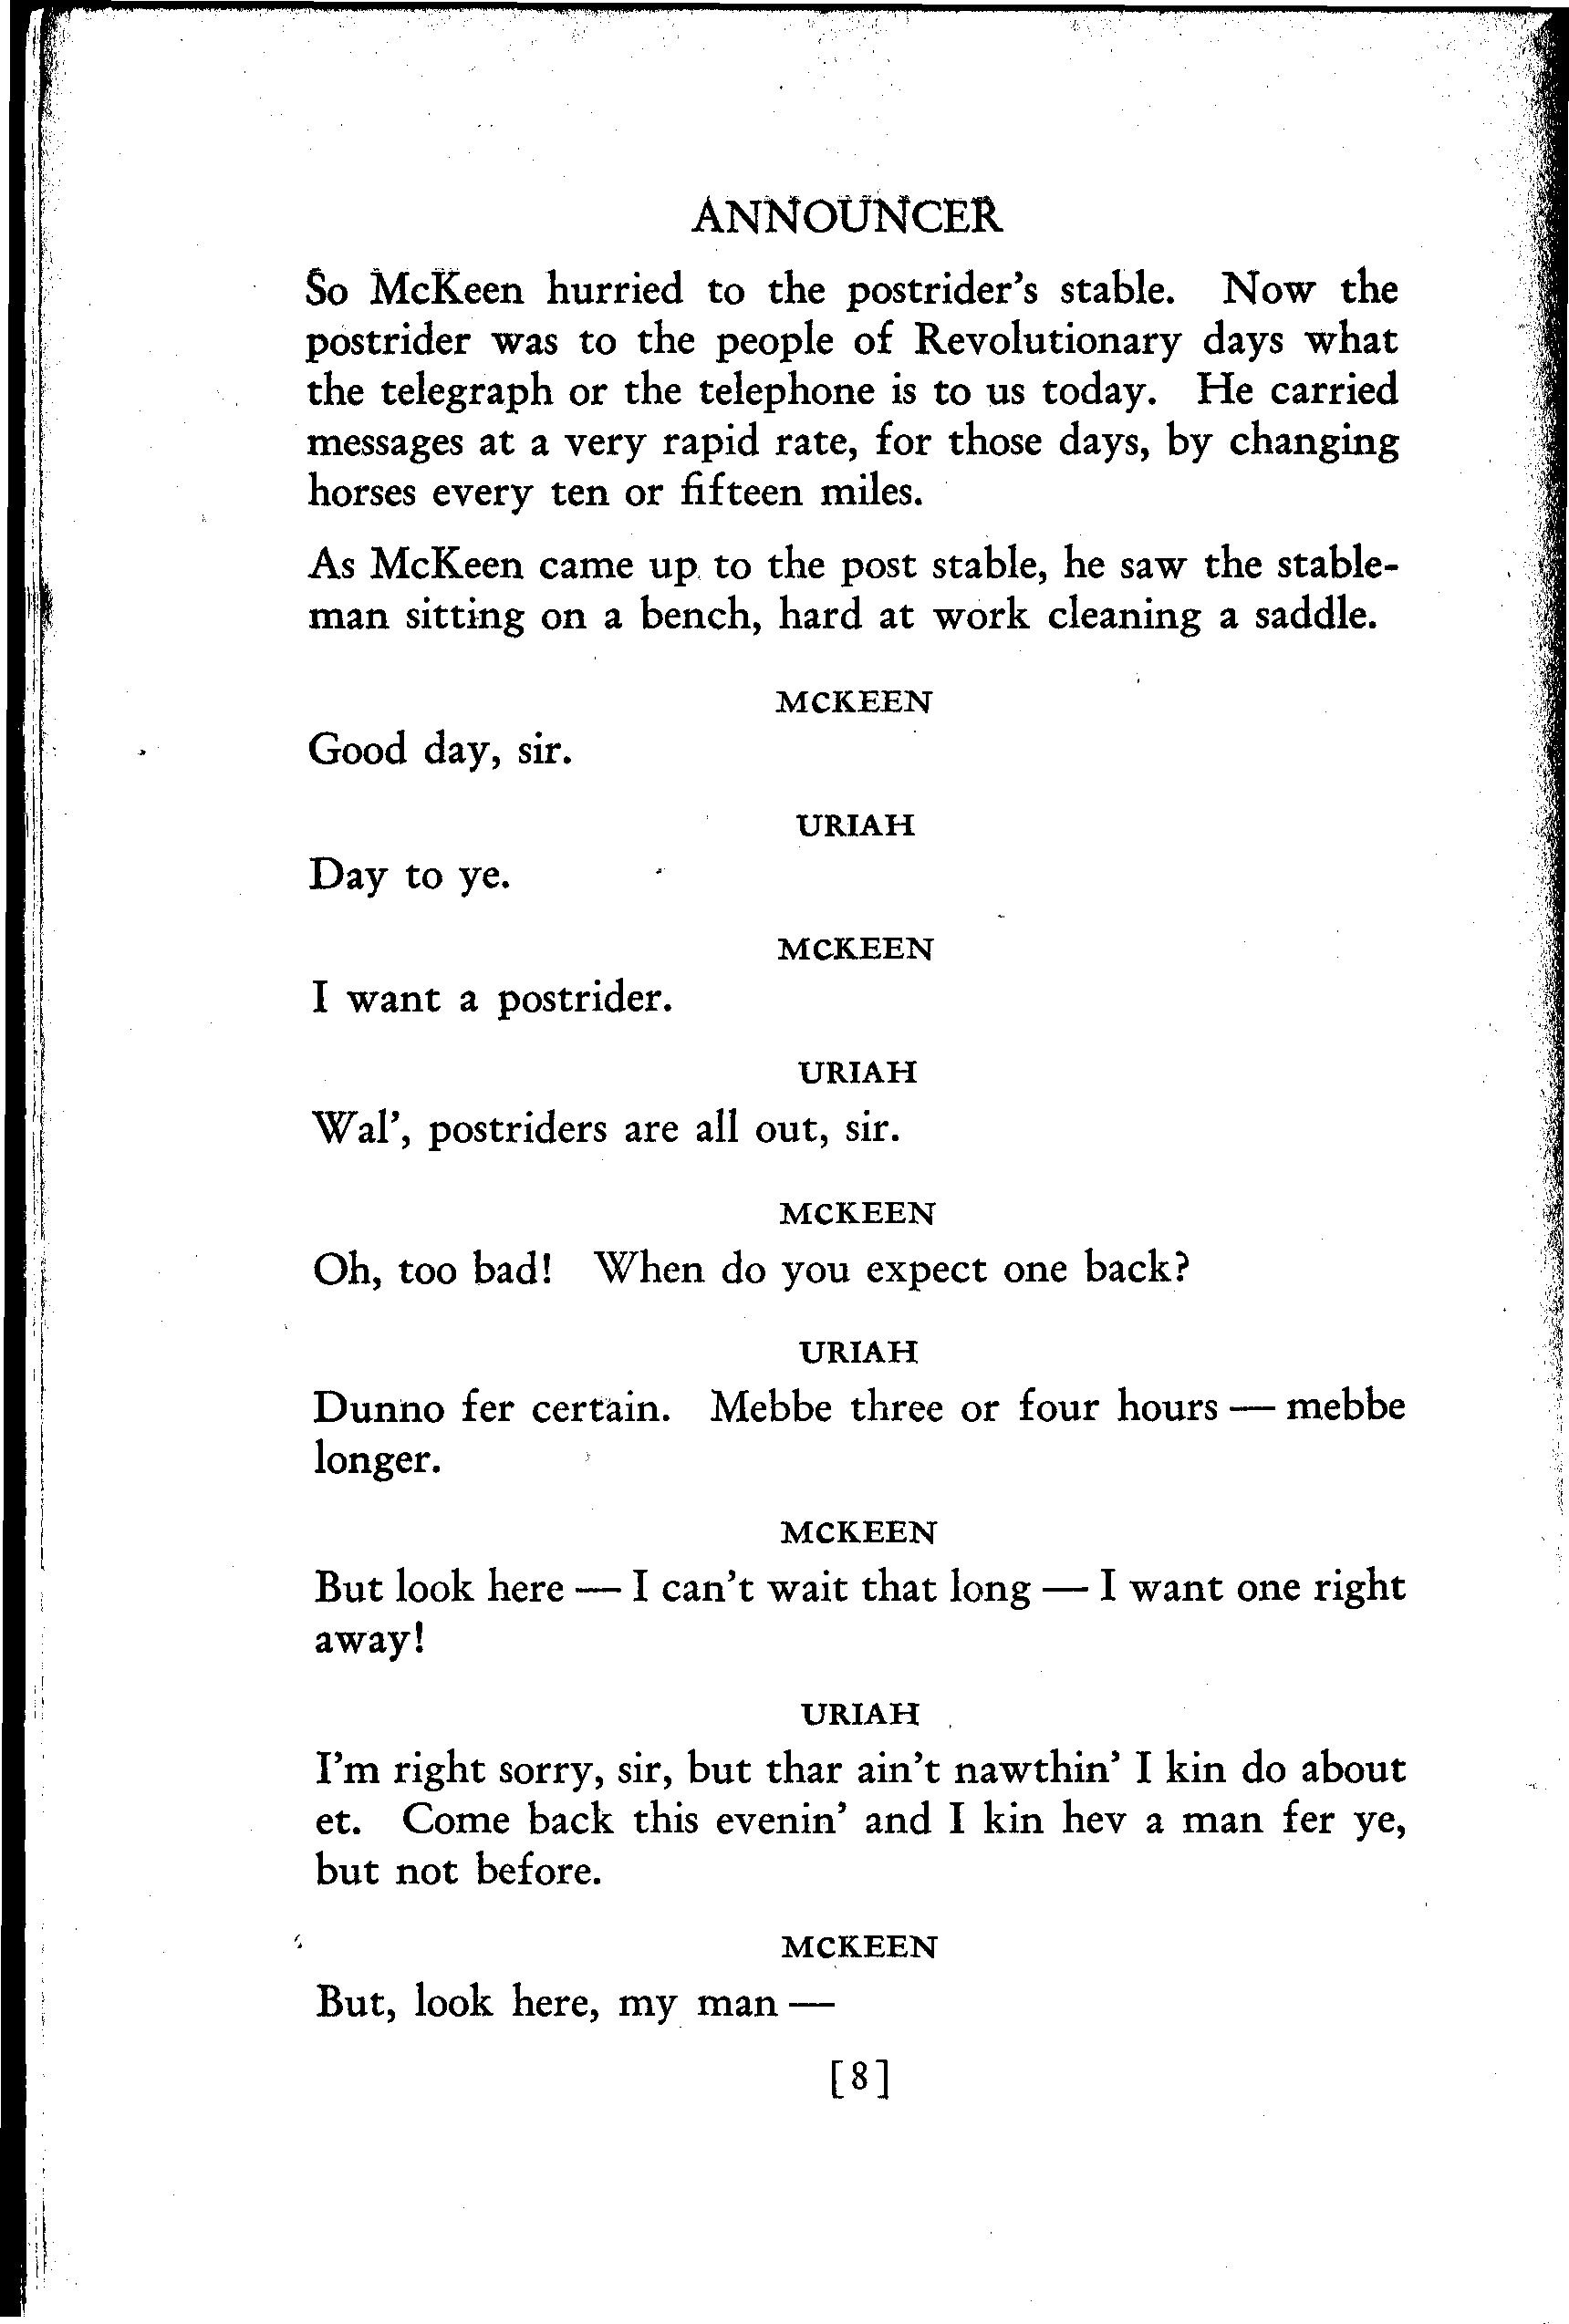 ANNOUNCER
So McKeen hurried to the postrider's stable. Now the
postrider was to the people of Revolutionary days what
the telegraph or the telephone is to us today. He carried
messages at a very rapid rate, for those days, by changing
horses every ten or fifteen miles.
As McKeen came up to the post stable, he saw the stable-
man sitting on a bench, hard at work cleaning a saddle.
MCKEEN
Good day, sir.
URIAH
Day to ye.
MCKEEN
I want a postrider.
URIAH
Wal', postriders are all out, sir.
MCKEEN
Oh, too bad! When do you expect one back?
URIAH
Dunno fer certain. Mebbe three or four hours — mebbe
longer.
MCKEEN
But look here — I can't wait that long — I want one right
away!
URIAH
I'm right sorry, sir, but thar ain't nawthin' I kin do about
et. Come back this evenin' and I kin hev a man fer ye,
but not before.
MCKEEN
But, look here, my man —
[8]